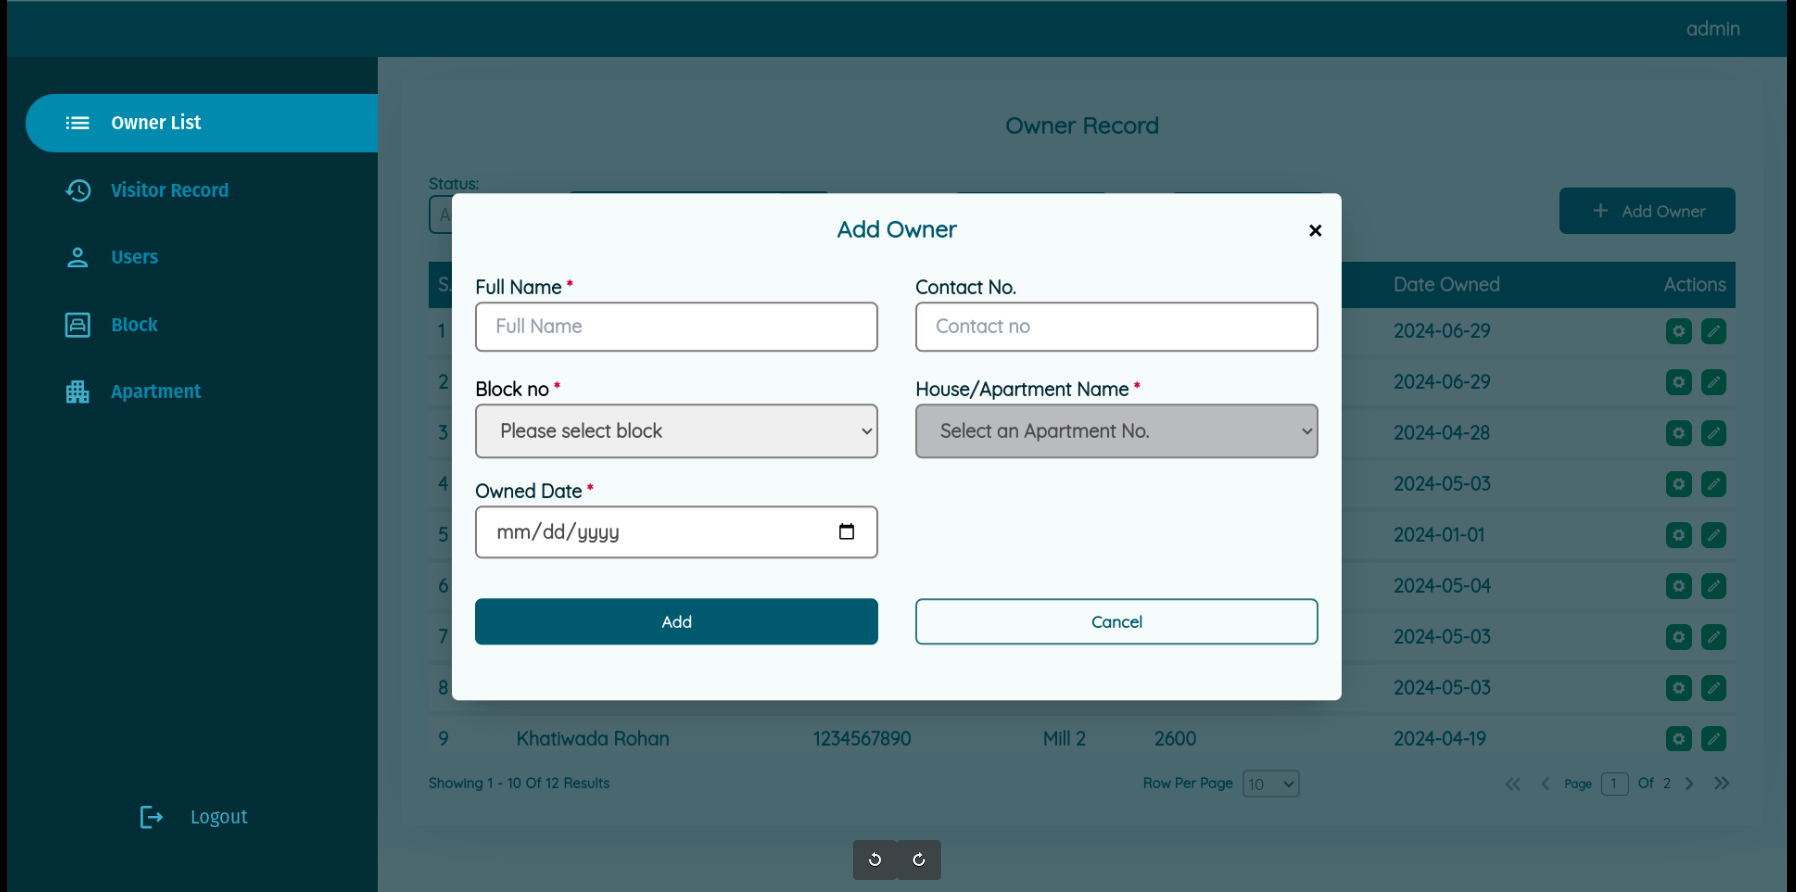 admin
Owner List
Visitor Record
Users
Block
Apartment
Logout
Owner Record
Status:
+ Add Owner
Date Owned Actions
Add Owner ×
Full Name *
Full Name
Contact No.
Contact no
Block no *
Please select block
House/Apartment Name *
Select an Apartment No.
Owned Date *
mm/dd/yyyy
Add
Cancel
1 2024-06-29
2 2024-06-29
3 2024-04-28
4 2024-05-03
5 2024-01-01
6 2024-05-04
7 2024-05-03
8 2024-05-03
9 Khatiwada Rohan 1234567890 Mill 2 2600 2024-04-19
Showing 1 - 10 Of 12 Results
Row Per Page 10
Page 1 Of 2